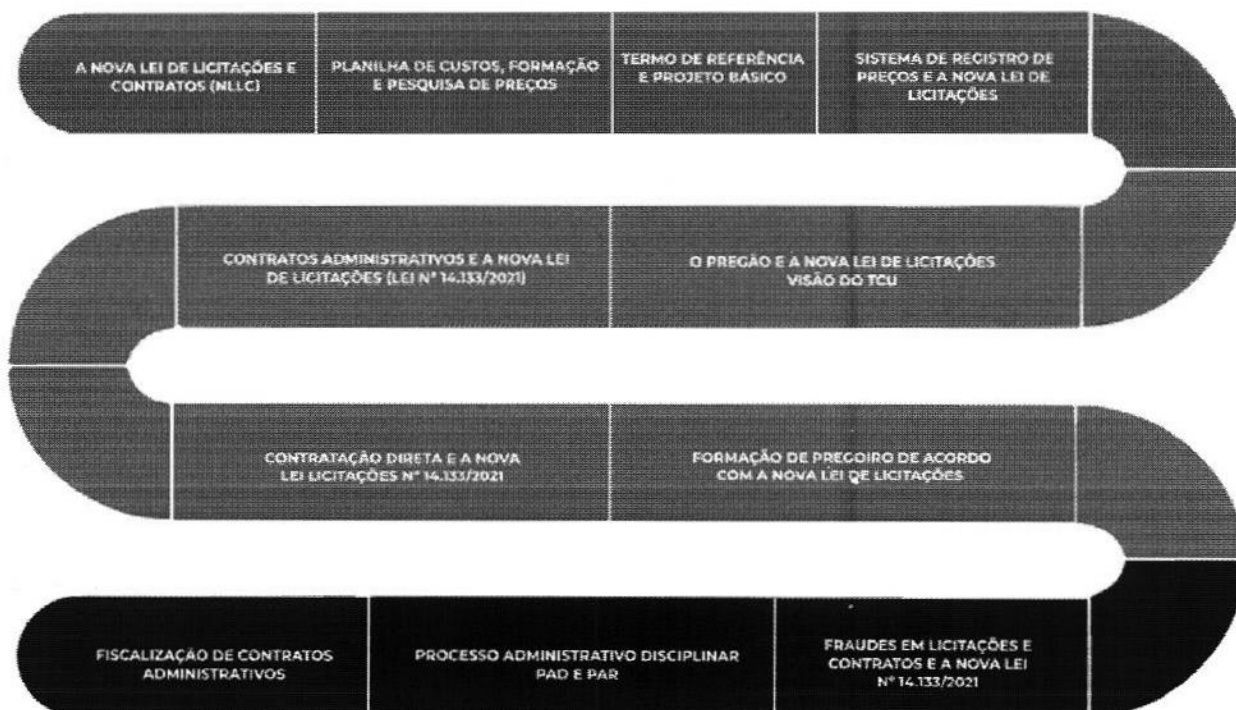 A NOVA LEI DE LICITAÇÕES E
CONTRATOS (NLLC)
PLANILHA DE CUSTOS, FORMAÇÃO
E PESQUISA DE PREÇOS
TERMO DE REFERÊNCIA
E PROJETO BÁSICO
SISTEMA DE REGISTRO DE
PREÇOS E A NOVA LEI DE
LICITAÇÕES
CONTRATOS ADMINISTRATIVOS E A NOVA LEI
DE LICITAÇÕES (LEI Nº 14.133/2021)
O PREGÃO E A NOVA LEI DE LICITAÇÕES
VISÃO DO TCU
CONTRATAÇÃO DIRETA E A NOVA
LEI LICITAÇÕES Nº 14.133/2021
FORMAÇÃO DE PREGOIRO DE ACORDO
COM A NOVA LEI DE LICITAÇÕES
FISCALIZAÇÃO DE CONTRATOS
ADMINISTRATIVOS
PROCESSO ADMINISTRATIVO DISCIPLINAR
PAD E PAR
FRAUDES EM LICITAÇÕES E
CONTRATOS E A NOVA LEI
Nº 14.133/2021